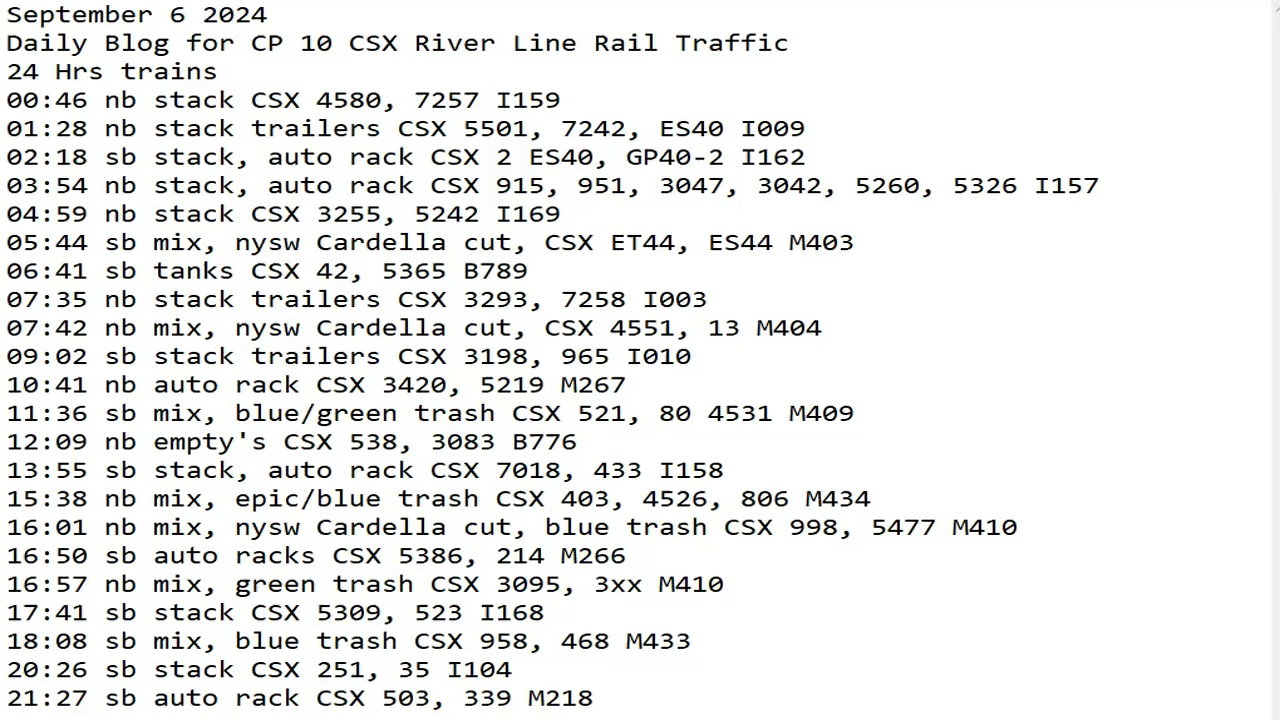 September 6 2024
Daily Blog for CP 10 CSX River Line Rail Traffic
24 Hrs trains
00:46 nb stack CSX 4580, 7257 I159
01:28 nb stack trailers CSX 5501, 7242, ES40 I009
02:18 sb stack, auto rack CSX 2 ES40, GP40-2 I162
03:54 nb stack, auto rack CSX 915, 951, 3047, 3042, 5260, 5326 I157
04:59 nb stack CSX 3255, 5242 I169
05:44 sb mix, nysw Cardella cut, CSX ET44, ES44 M403
06:41 sb tanks CSX 42, 5365 B789
07:35 nb stack trailers CSX 3293, 7258 I003
07:42 nb mix, nysw Cardella cut, CSX 4551, 13 M404
09:02 sb stack trailers CSX 3198, 965 I010
10:41 nb auto rack CSX 3420, 5219 M267
11:36 sb mix, blue/green trash CSX 521, 80 4531 M409
12:09 nb empty's CSX 538, 3083 B776
13:55 sb stack, auto rack CSX 7018, 433 I158
15:38 nb mix, epic/blue trash CSX 403, 4526, 806 M434
16:01 nb mix, nysw Cardella cut, blue trash CSX 998, 5477 M410
16:50 sb auto racks CSX 5386, 214 M266
16:57 nb mix, green trash CSX 3095, 3xx M410
17:41 sb stack CSX 5309, 523 I168
18:08 sb mix, blue trash CSX 958, 468 M433
20:26 sb stack CSX 251, 35 I104
21:27 sb auto rack CSX 503, 339 M218